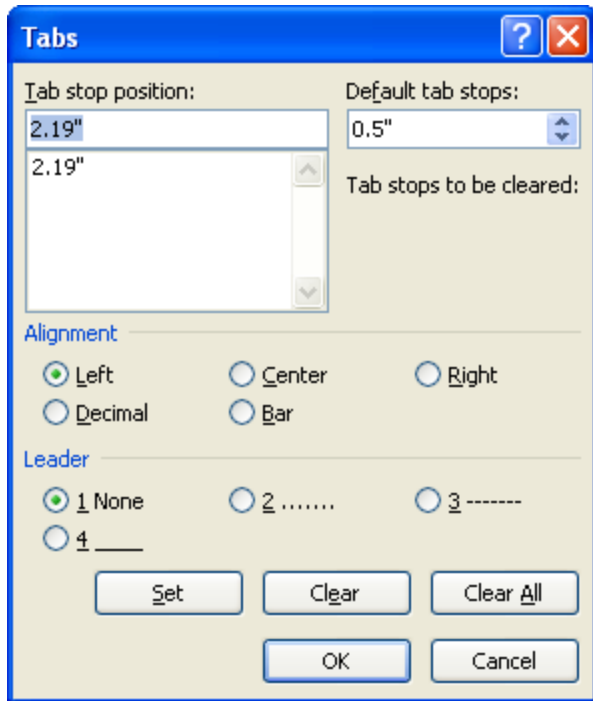 Tabs
Tab stop position:
Default tab stops:
2.19"
0.5"
2.19"
Tab stops to be cleared:
Alignment
Left
Center
Right
Decimal
Bar
Leader
1 None
2 .......
3 -------
4 ____
Set
Clear
Clear All
OK
Cancel